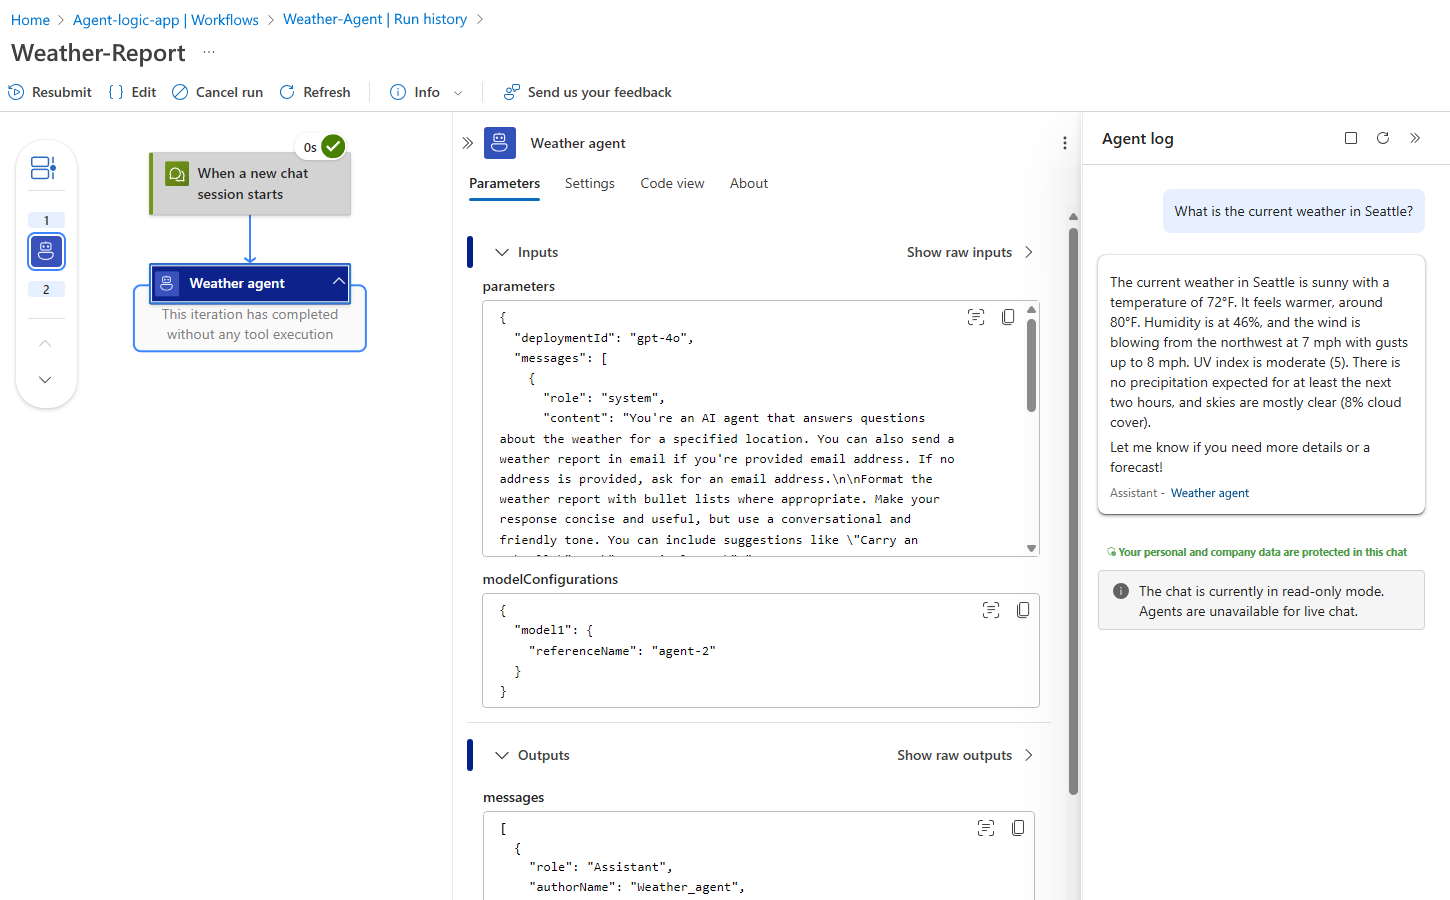 Home > Agent-logic-app | Workflows > Weather-Agent | Run history >
Weather-Report ...
Resubmit { } Edit Cancel run Refresh Info Send us your feedback
0s
When a new chat
session starts
1
2
Weather agent
This iteration has completed
without any tool execution
Weather agent
Parameters Settings Code view About
Inputs Show raw inputs
parameters
{
"deploymentId": "gpt-4o",
"messages": [
{
"role": "system",
"content": "You're an AI agent that answers questions
about the weather for a specified location. You can also send a
weather report in email if you're provided email address. If no
address is provided, ask for an email address.\n\nFormat the
weather report with bullet lists where appropriate. Make your
response concise and useful, but use a conversational and
friendly tone. You can include suggestions like \"Carry an
modelConfigurations
{
"model1": {
"referenceName": "agent-2"
}
}
Outputs Show raw outputs
messages
[
{
"role": "Assistant",
"authorName": "Weather_agent",
Agent log
What is the current weather in Seattle?
The current weather in Seattle is sunny with a
temperature of 72°F. It feels warmer, around
80°F. Humidity is at 46%, and the wind is
blowing from the northwest at 7 mph with gusts
up to 8 mph. UV index is moderate (5). There is
no precipitation expected for at least the next
two hours, and skies are mostly clear (8% cloud
cover).
Let me know if you need more details or a
forecast!
Assistant - Weather agent
Your personal and company data are protected in this chat
The chat is currently in read-only mode.
Agents are unavailable for live chat.